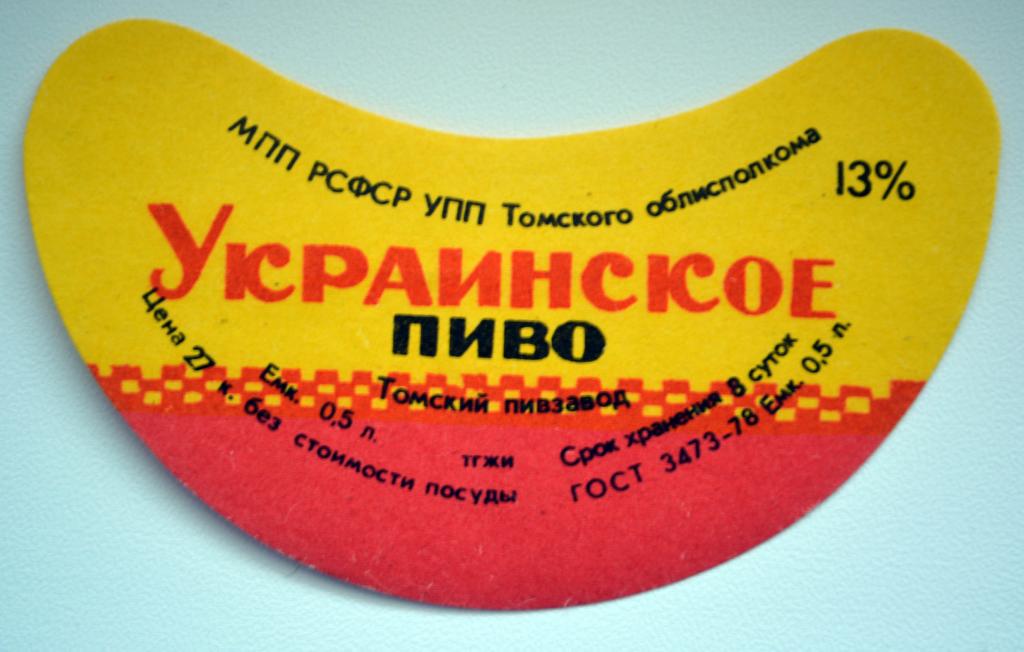 МПП РСФСР УПП Томского облисполкома
13%
Украинское
пиво
Томский пивзавод
Емк. 0,5 л.
Цена 27 к. без стоимости посуды
тгжи
Срок хранения 8 суток
ГОСТ 3473-78 Емк. 0,5 л.